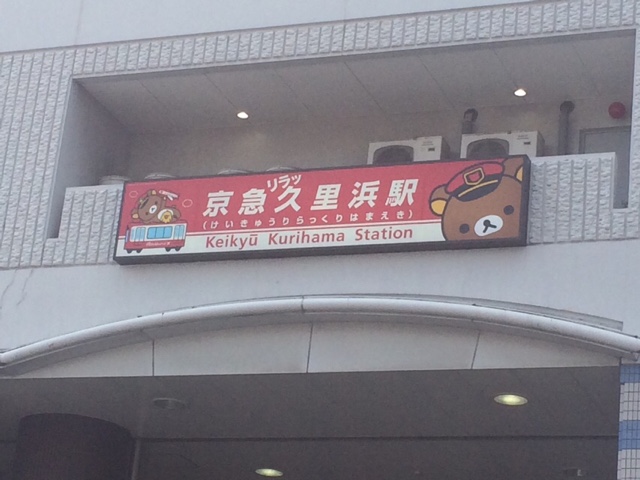 リラッ
京急久里浜駅
(けいきゅうりらっくりはまえき)
Keikyū Kurihama Station